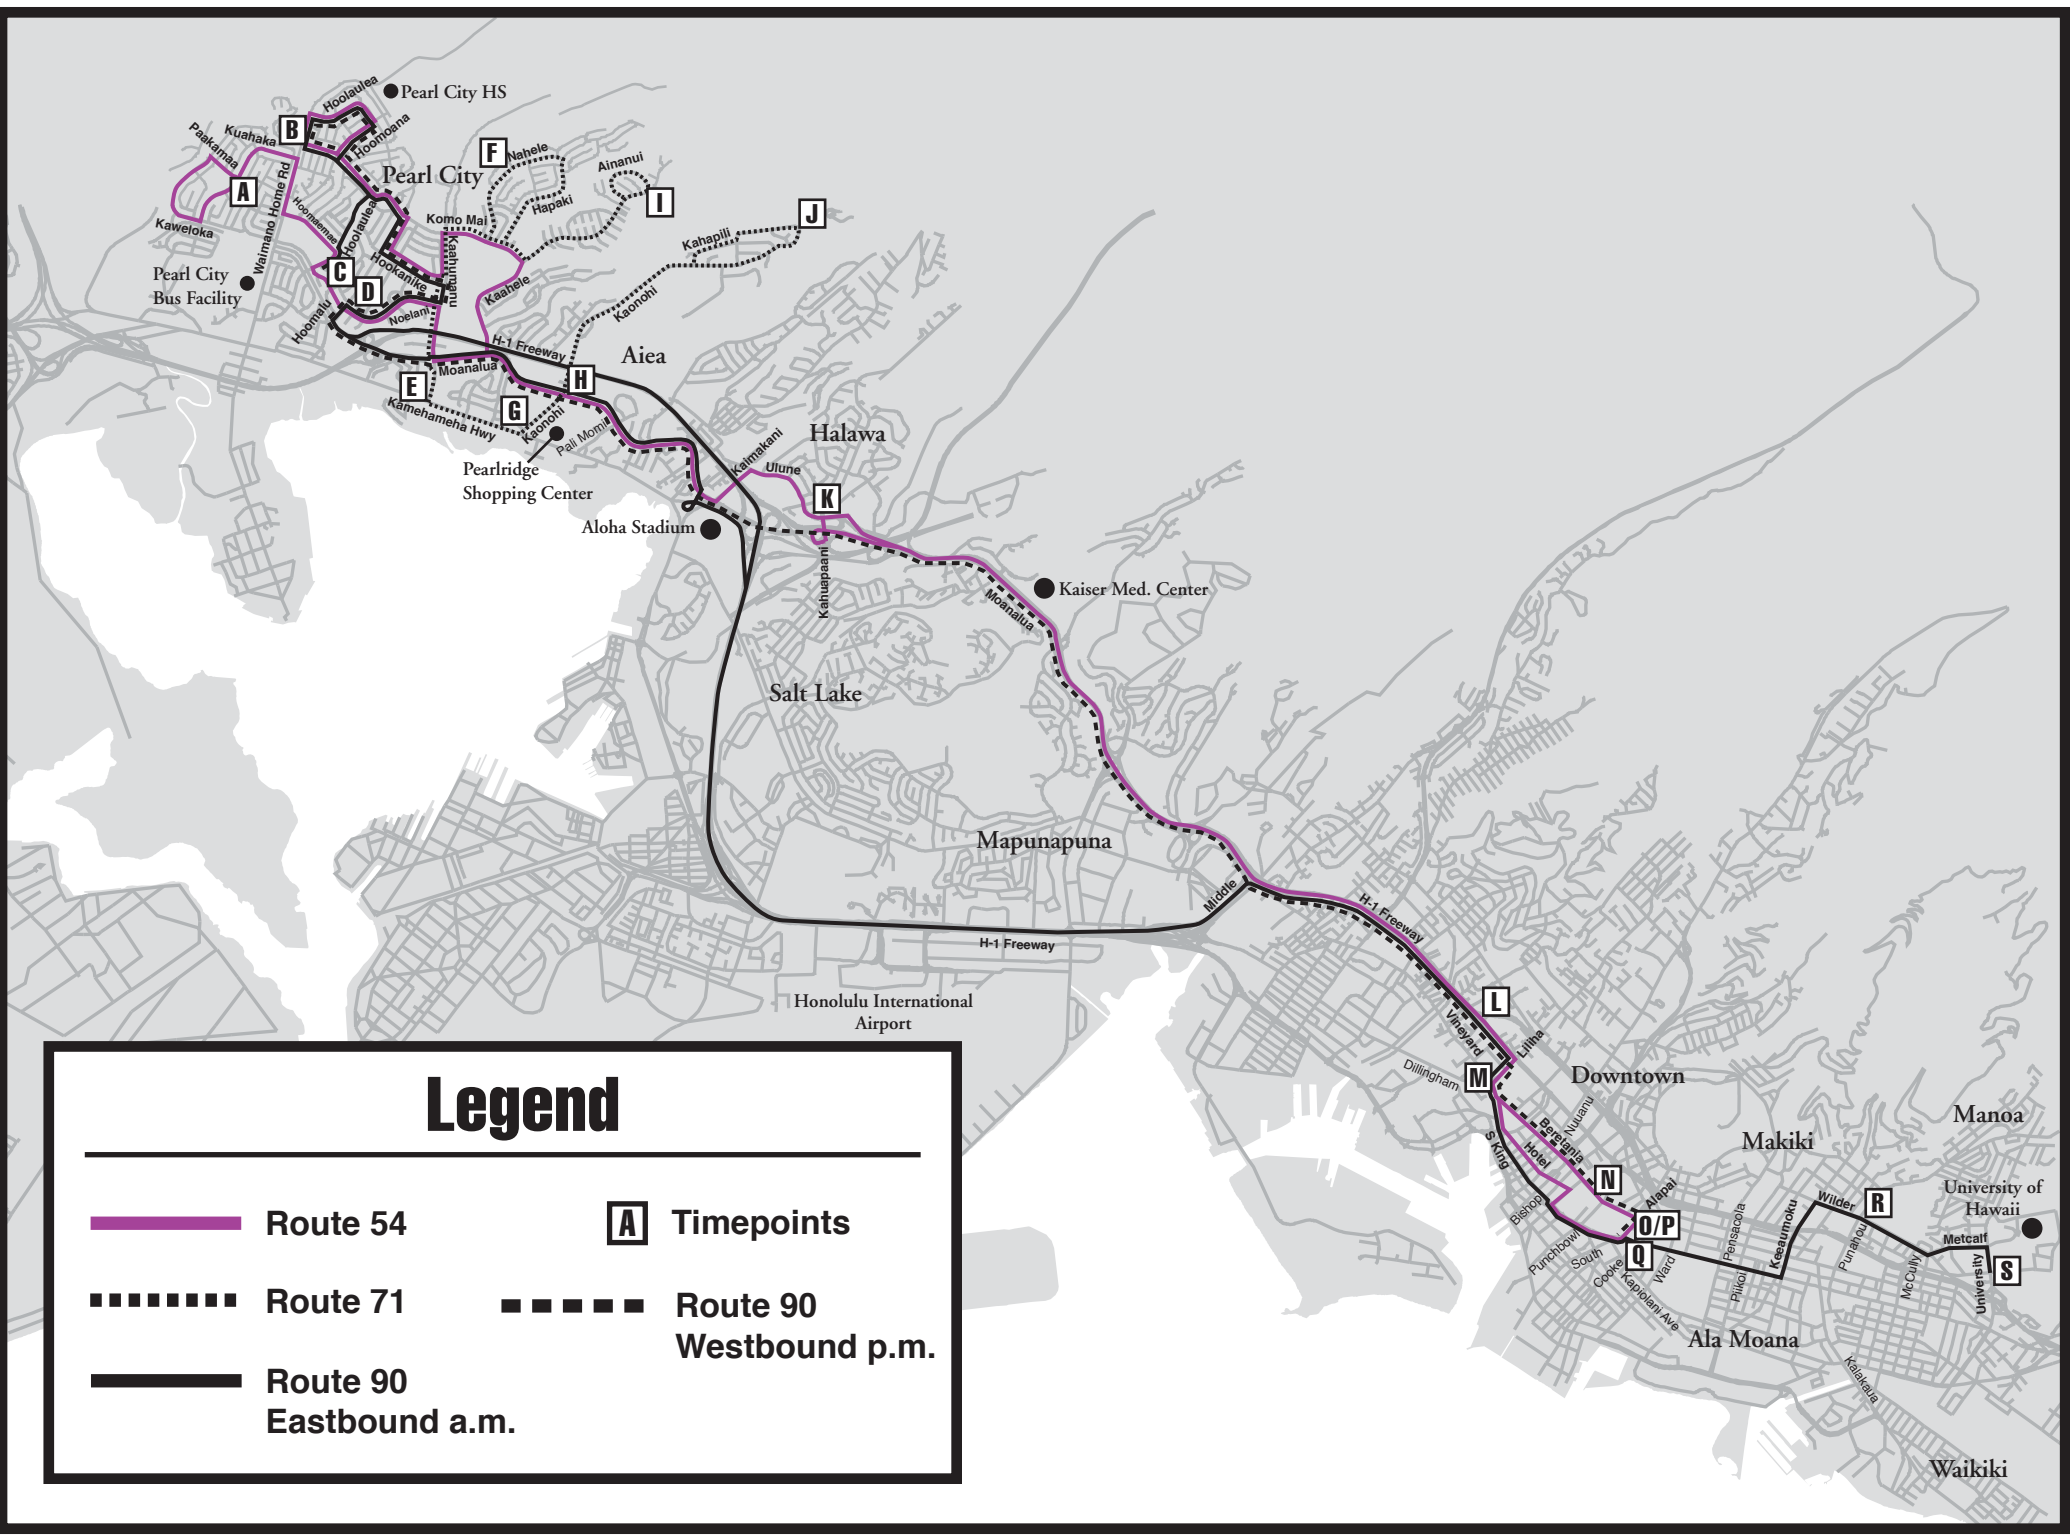 Hoolaulea
Pearl City HS
B
Hoomoana
Paakamaa
Kuahaka
Pearl City
F
Nahele
Ainanui
A
Waimano Home Rd
Hoomaemae
Hoolaulea
Komo Mai
Hapaki
I
J
Kaweloka
Kahapili
Kaahumanu
Pearl City
Bus Facility
C
D
Hookanike
Kaahele
Kaonohi
Hoomalu
Noelani
H-1 Freeway
Aiea
Moanalua
E
H
G
Kamehameha Hwy
Kaonohi
Pali Momi
Pearlridge
Shopping Center
Kaimakani
Halawa
Ulune
K
Aloha Stadium
Kahuapaani
Kaiser Med. Center
Moanalua
Salt Lake
Mapunapuna
Middle
H-1 Freeway
H-1 Freeway
Honolulu International
Airport
L
Vineyard
Liliha
Dillingham
M
Downtown
Nuuanu
Beretania
Hotel
S King
Bishop
N
Alapai
O/P
Q
Punchbowl
South
Cooke
Kapiolani Ave
Ward
Pensacola
Piikoi
Keeaumoku
Makiki
Manoa
Wilder
R
Punahou
McCully
University of
Hawaii
Metcalf
University
S
Ala Moana
Kalakaua
Waikiki
Legend
Route 54
A
Timepoints
Route 71
Route 90
Westbound p.m.
Route 90
Eastbound a.m.